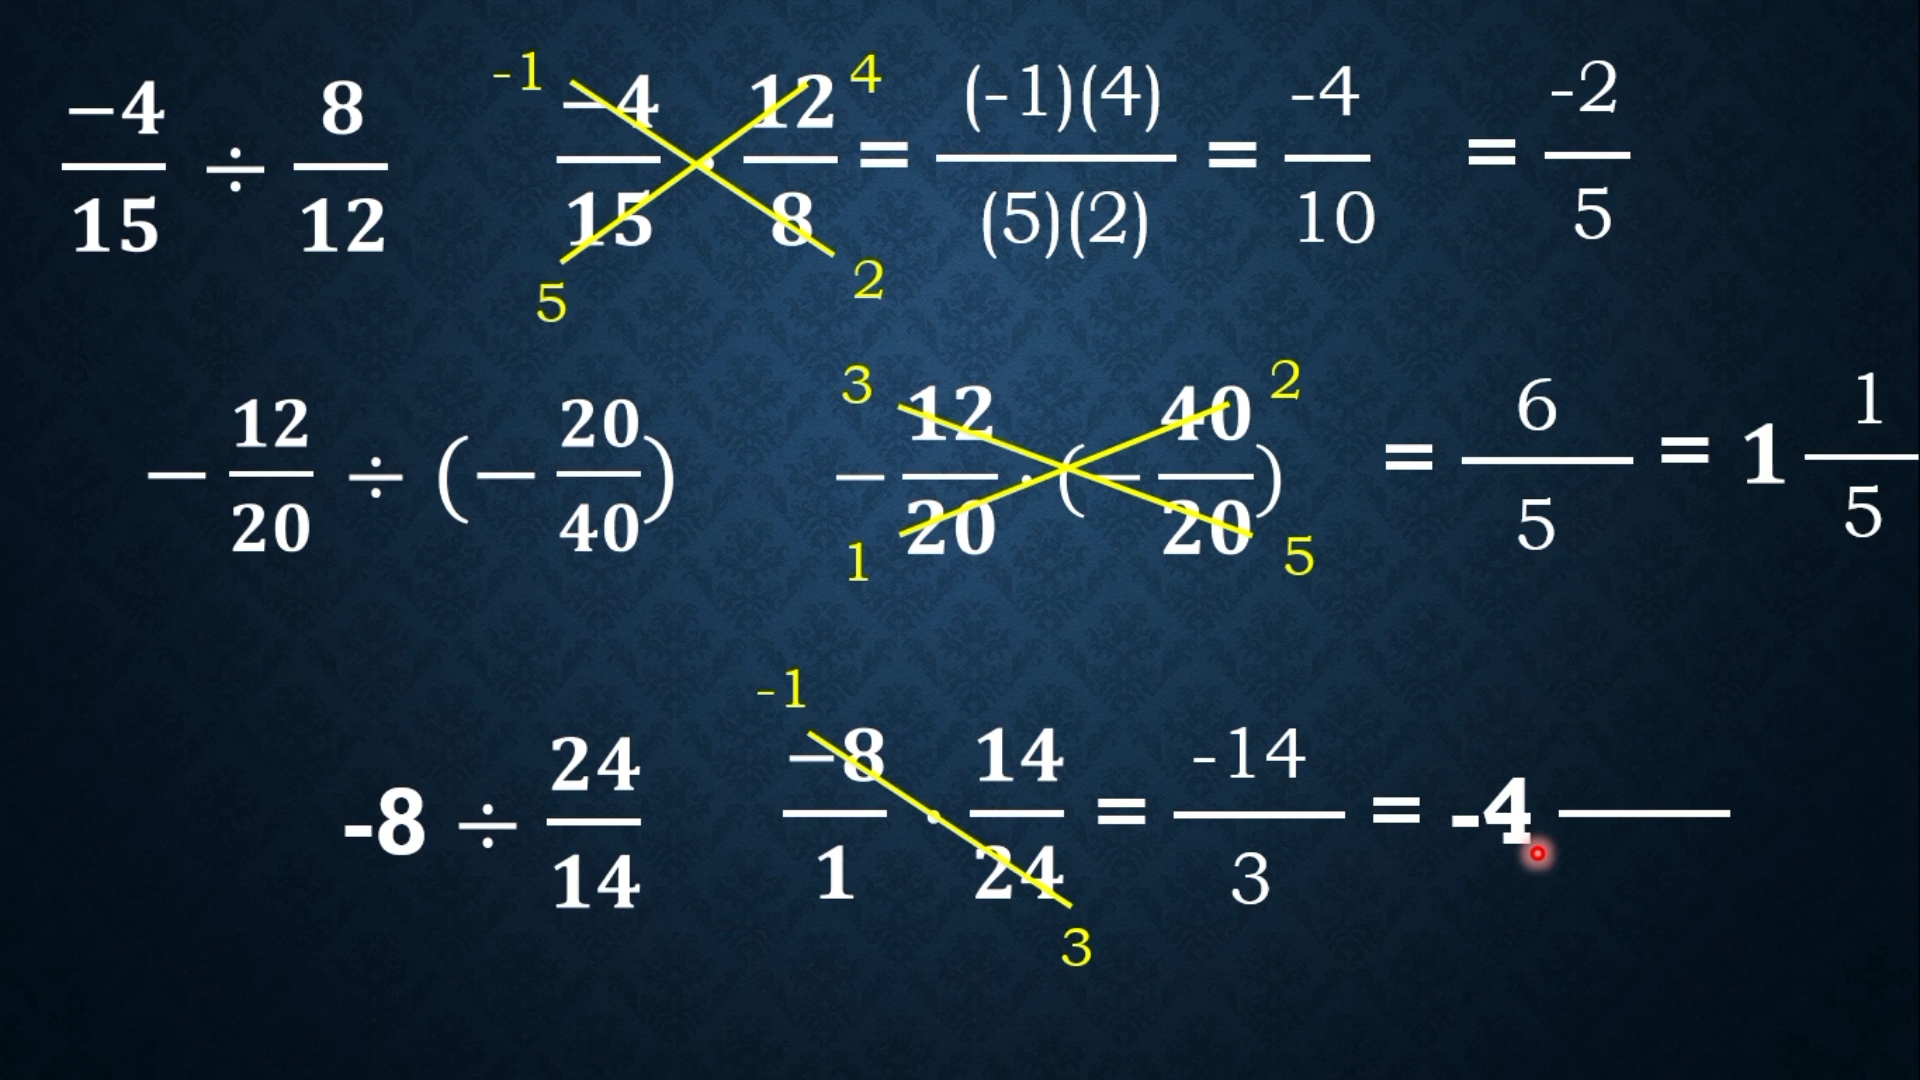 −4/15 ÷ 8/12   -1 5 −4/15 · 12/8 4 2 = (-1)(4)/(5)(2) = -4/10 = -2/5
− 12/20 ÷ (− 20/40)   3 1 − 12/20 · (− 40/20) 2 5 = 6/5 = 1 1/5
-8 ÷ 24/14   -1 −8/1 · 14/24 3 = -14/3 = -4